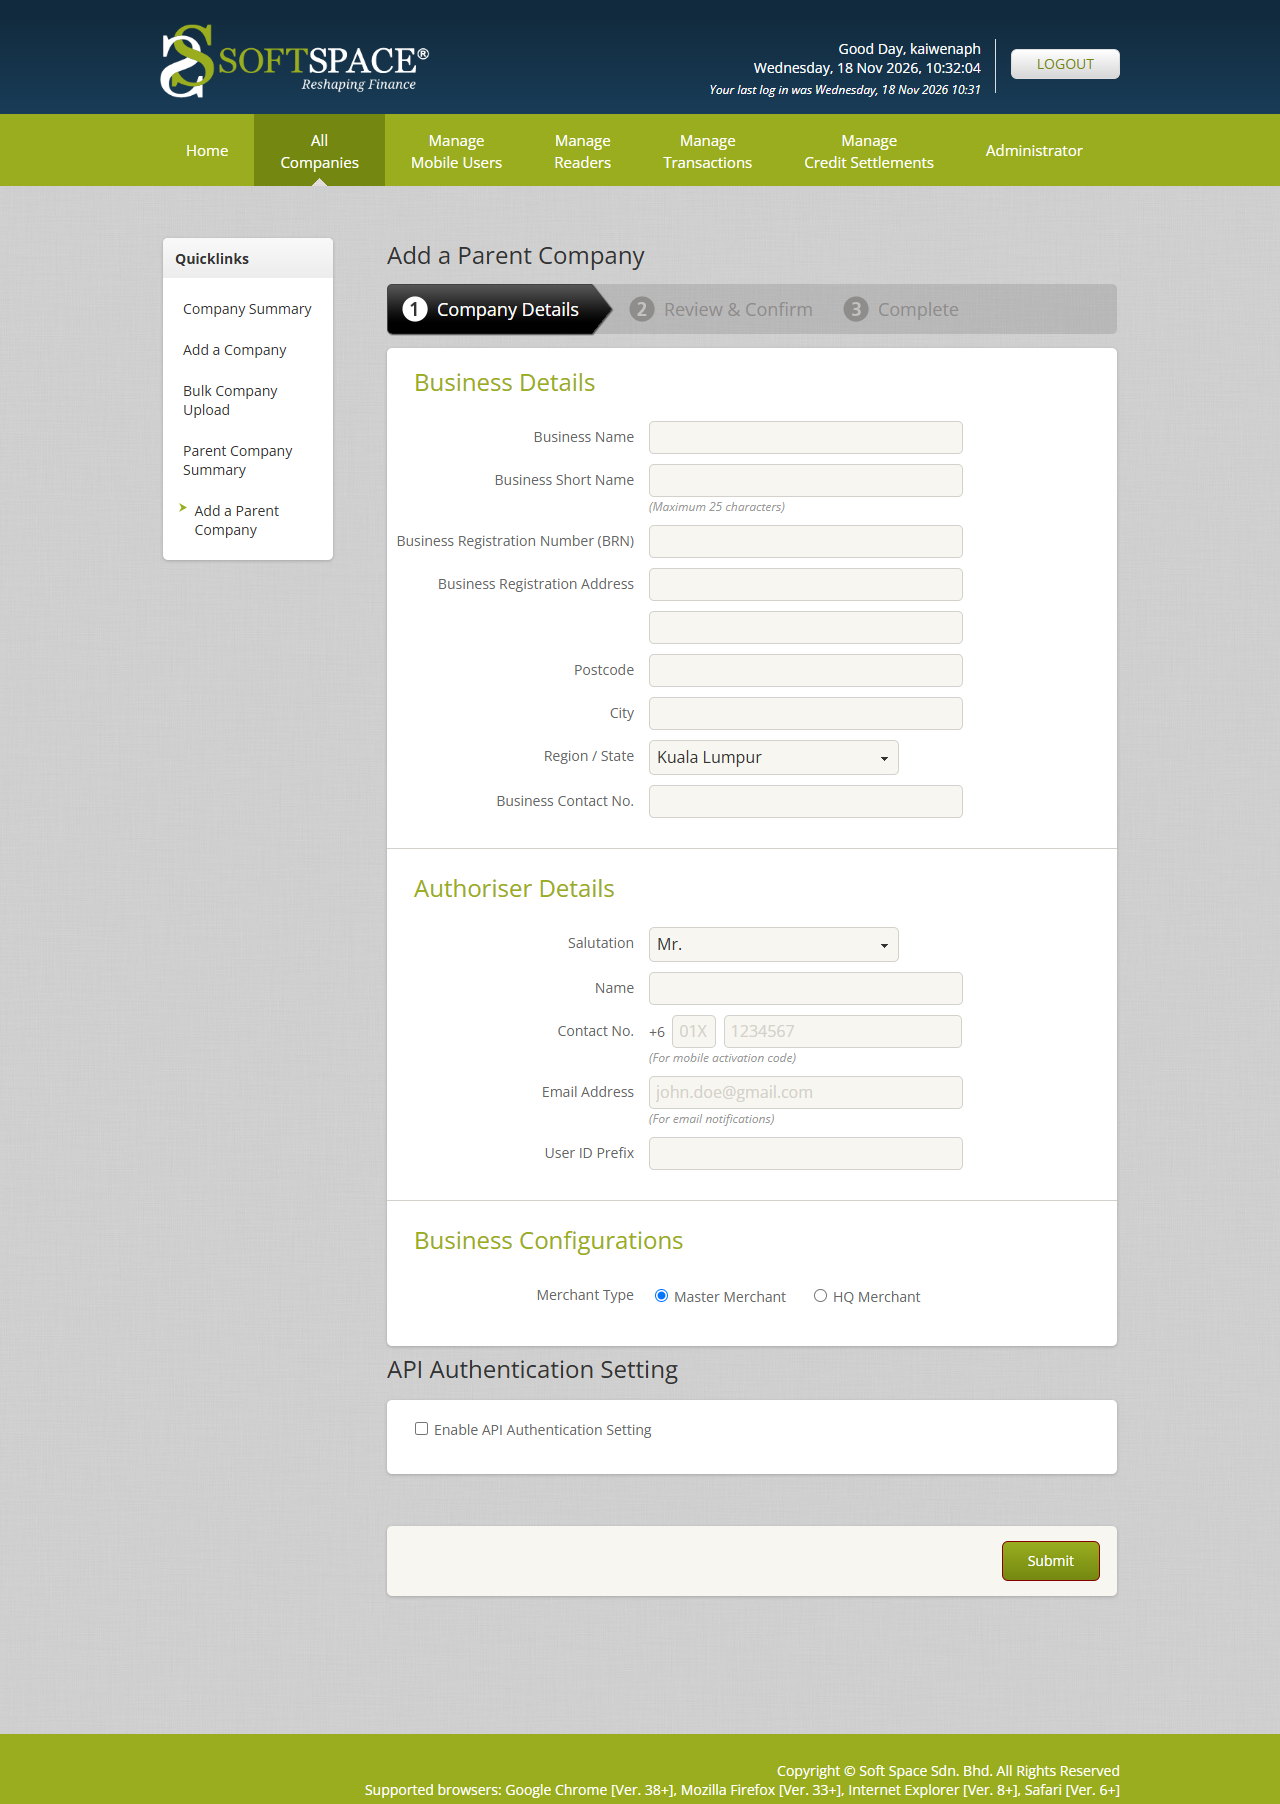 SOFTSPACE®
Reshaping Finance
Good Day, kaiwenaph
Wednesday, 18 Nov 2026, 10:32:04
Your last log in was Wednesday, 18 Nov 2026 10:31
LOGOUT
Home
All
Companies
Manage
Mobile Users
Manage
Readers
Manage
Transactions
Manage
Credit Settlements
Administrator
Quicklinks
Company Summary
Add a Company
Bulk Company
Upload
Parent Company
Summary
Add a Parent
Company
Add a Parent Company
1 Company Details
2 Review & Confirm
3 Complete
Business Details
Business Name
Business Short Name
(Maximum 25 characters)
Business Registration Number (BRN)
Business Registration Address
Postcode
City
Region / State
Kuala Lumpur
Business Contact No.
Authoriser Details
Salutation
Mr.
Name
Contact No.
+6 01X 1234567
(For mobile activation code)
Email Address
john.doe@gmail.com
(For email notifications)
User ID Prefix
Business Configurations
Merchant Type
Master Merchant
HQ Merchant
API Authentication Setting
Enable API Authentication Setting
Submit
Copyright © Soft Space Sdn. Bhd. All Rights Reserved
Supported browsers: Google Chrome [Ver. 38+], Mozilla Firefox [Ver. 33+], Internet Explorer [Ver. 8+], Safari [Ver. 6+]